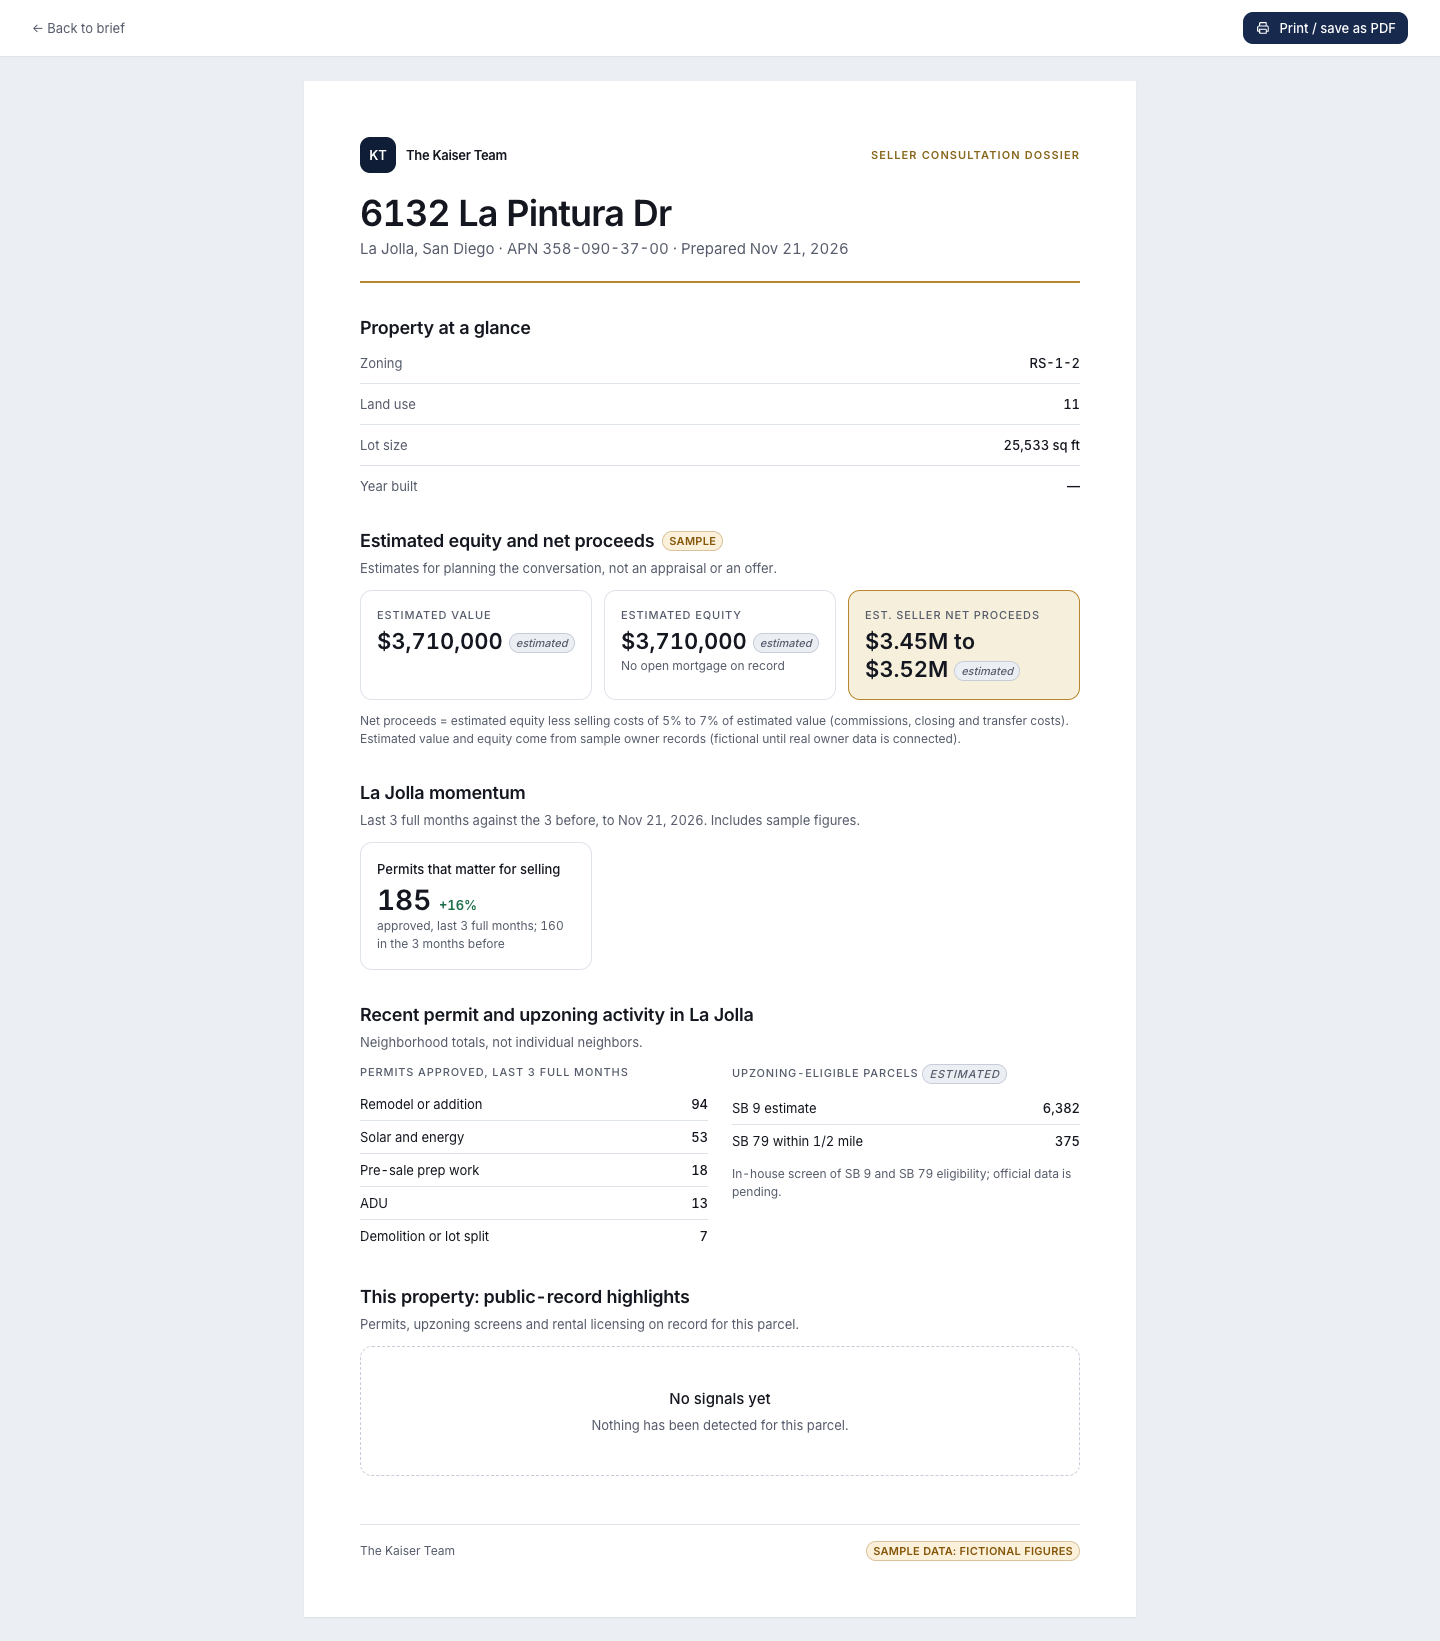 ← Back to brief
Print / save as PDF
KT
The Kaiser Team
SELLER CONSULTATION DOSSIER
6132 La Pintura Dr
La Jolla, San Diego · APN 358-090-37-00 · Prepared Nov 21, 2026
Property at a glance
Zoning RS-1-2
Land use 11
Lot size 25,533 sq ft
Year built —
Estimated equity and net proceeds SAMPLE
Estimates for planning the conversation, not an appraisal or an offer.
ESTIMATED VALUE
$3,710,000 estimated
ESTIMATED EQUITY
$3,710,000 estimated
No open mortgage on record
EST. SELLER NET PROCEEDS
$3.45M to
$3.52M estimated
Net proceeds = estimated equity less selling costs of 5% to 7% of estimated value (commissions, closing and transfer costs).
Estimated value and equity come from sample owner records (fictional until real owner data is connected).
La Jolla momentum
Last 3 full months against the 3 before, to Nov 21, 2026. Includes sample figures.
Permits that matter for selling
185 +16%
approved, last 3 full months; 160
in the 3 months before
Recent permit and upzoning activity in La Jolla
Neighborhood totals, not individual neighbors.
PERMITS APPROVED, LAST 3 FULL MONTHS
Remodel or addition 94
Solar and energy 53
Pre-sale prep work 18
ADU 13
Demolition or lot split 7
UPZONING-ELIGIBLE PARCELS ESTIMATED
SB 9 estimate 6,382
SB 79 within 1/2 mile 375
In-house screen of SB 9 and SB 79 eligibility; official data is
pending.
This property: public-record highlights
Permits, upzoning screens and rental licensing on record for this parcel.
No signals yet
Nothing has been detected for this parcel.
The Kaiser Team
SAMPLE DATA: FICTIONAL FIGURES